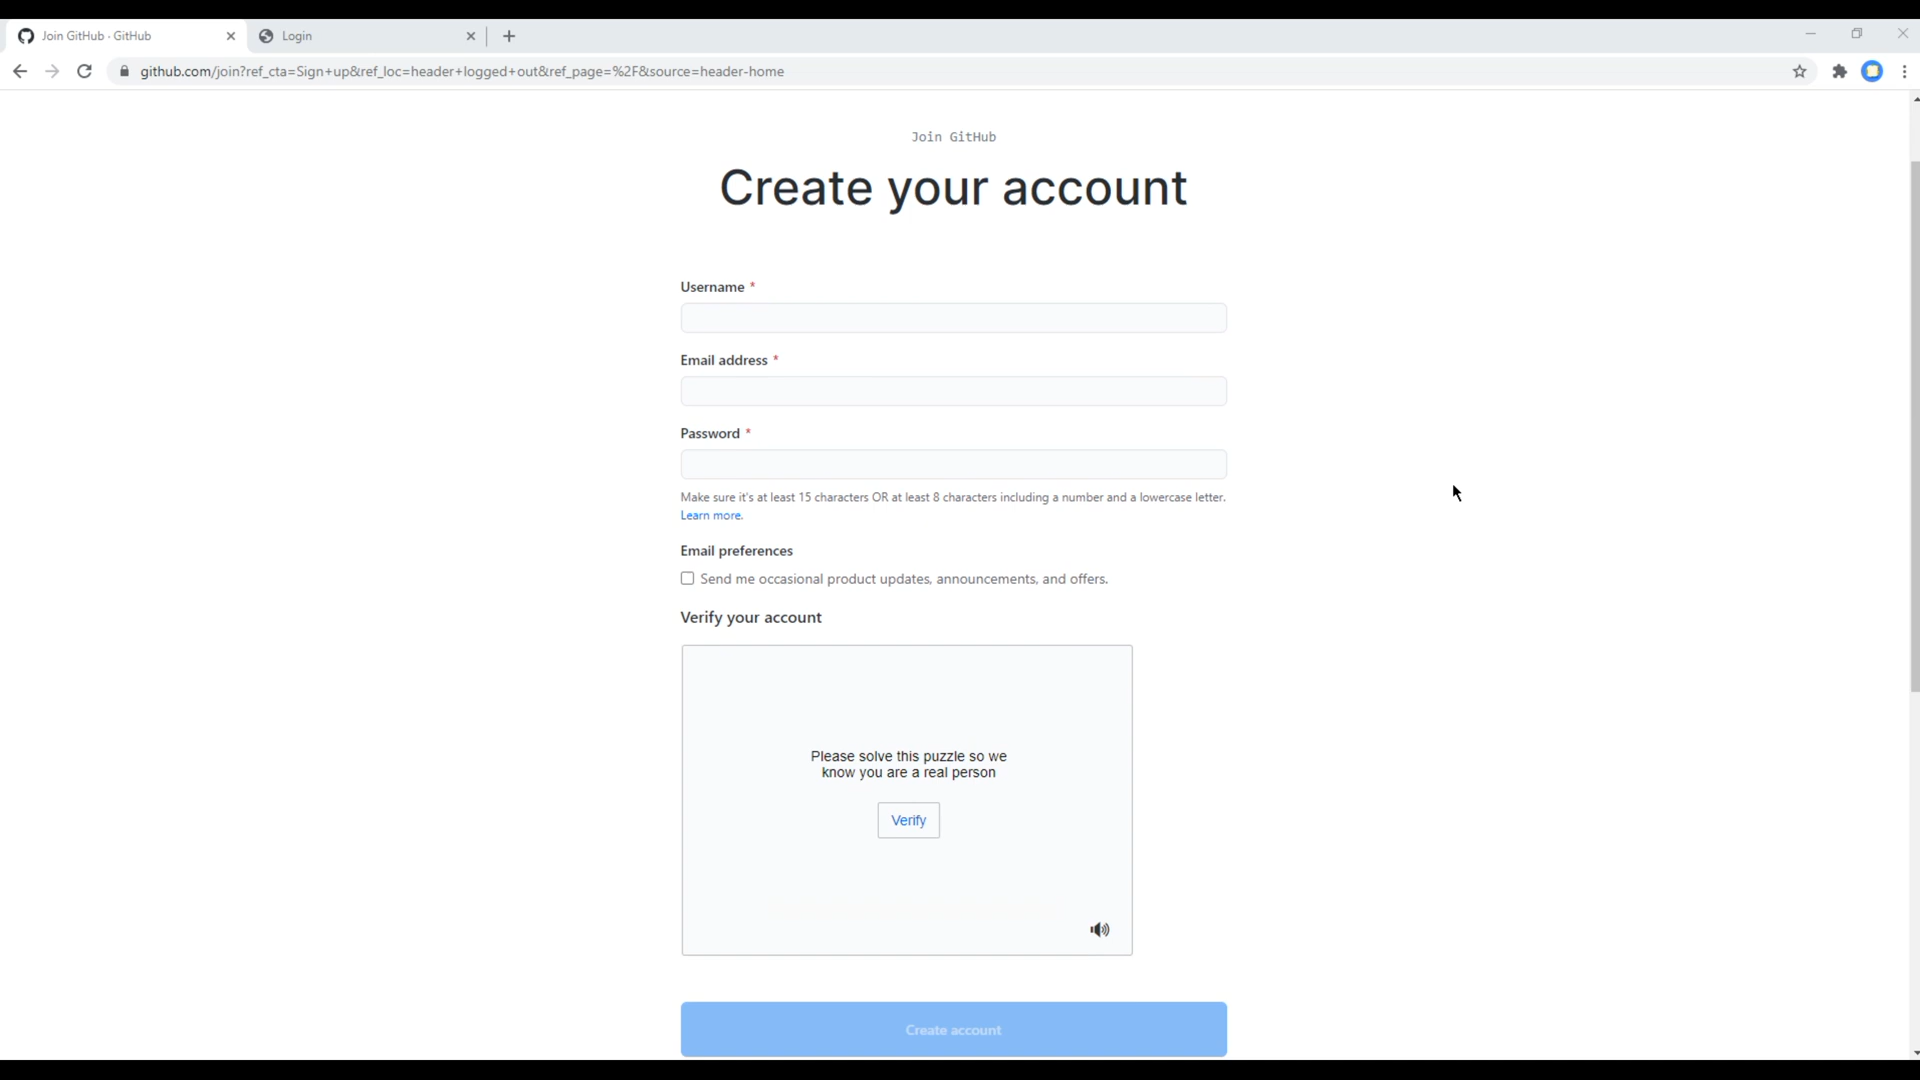 Join GitHub · GitHub
Login
github.com/join?ref_cta=Sign+up&ref_loc=header+logged+out&ref_page=%2F&source=header-home
Join GitHub
Create your account
Username *
Email address *
Password *
Make sure it's at least 15 characters OR at least 8 characters including a number and a lowercase letter.
Learn more.
Email preferences
Send me occasional product updates, announcements, and offers.
Verify your account
Please solve this puzzle so we
know you are a real person
Verify
Create account